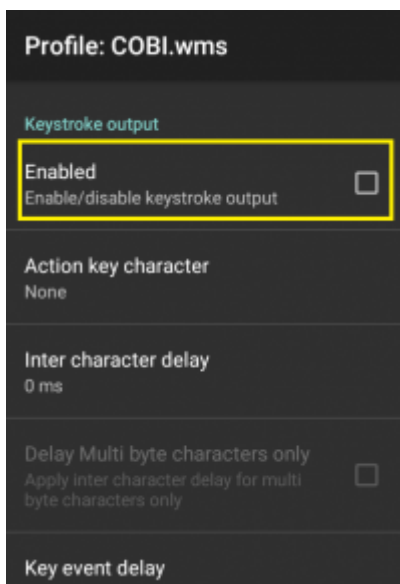 Profile: COBI.wms
Keystroke output
Enabled
Enable/disable keystroke output
Action key character
None
Inter character delay
0 ms
Delay Multi byte characters only
Apply inter character delay for multi
byte characters only
Key event delay